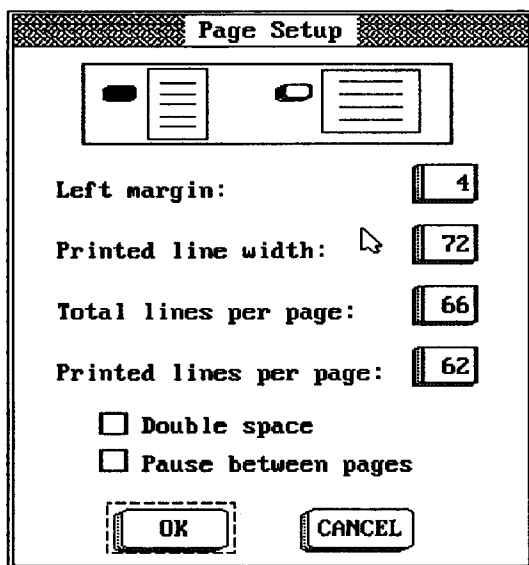 Page Setup
Left margin: 4
Printed line width: 72
Total lines per page: 66
Printed lines per page: 62
Double space
Pause between pages
OK CANCEL